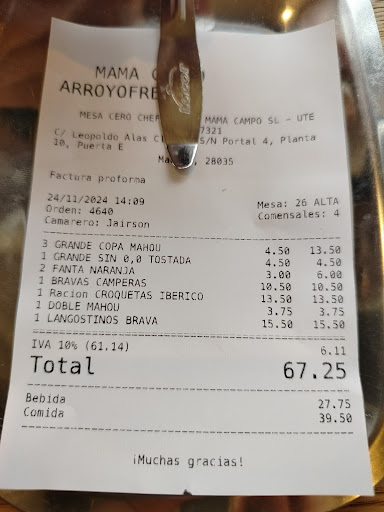 MAMA
ARROYOFRE
MESA CERO CHEF MAMA CAMPO SL - UTE
7321
C/ Leopoldo Alas C S/N Portal 4, Planta
10, Puerta E
Ma , 28035
Factura proforma
24/11/2024 14:09 Mesa: 26 ALTA
Orden: 4640 Comensales: 4
Camarero: Jairson
3 GRANDE COPA MAHOU 4.50 13.50
1 GRANDE SIN 0,0 TOSTADA 4.50 4.50
2 FANTA NARANJA 3.00 6.00
1 BRAVAS CAMPERAS 10.50 10.50
1 Racion CROQUETAS IBERICO 13.50 13.50
1 DOBLE MAHOU 3.75 3.75
1 LANGOSTINOS BRAVA 15.50 15.50
IVA 10% (61,14) 6.11
Total 67.25
Bebida 27.75
Comida 39.50
¡Muchas gracias!